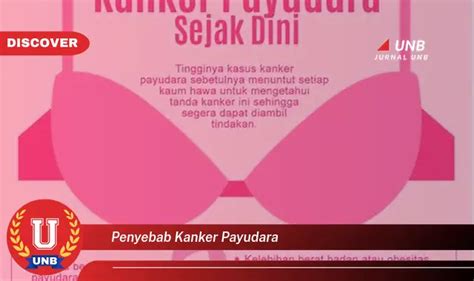 Kanker Payudara
Sejak Dini
DISCOVER
UNB
JURNAL UNB
Tingginya kasus kanker
payudara sebetulnya menuntut setiap
kaum hawa untuk mengetahui
tanda kanker ini sehingga
segera dapat diambil
tindakan.
U
UNB
Penyebab Kanker Payudara
payudara
Kelebihan berat badan atau obesitas